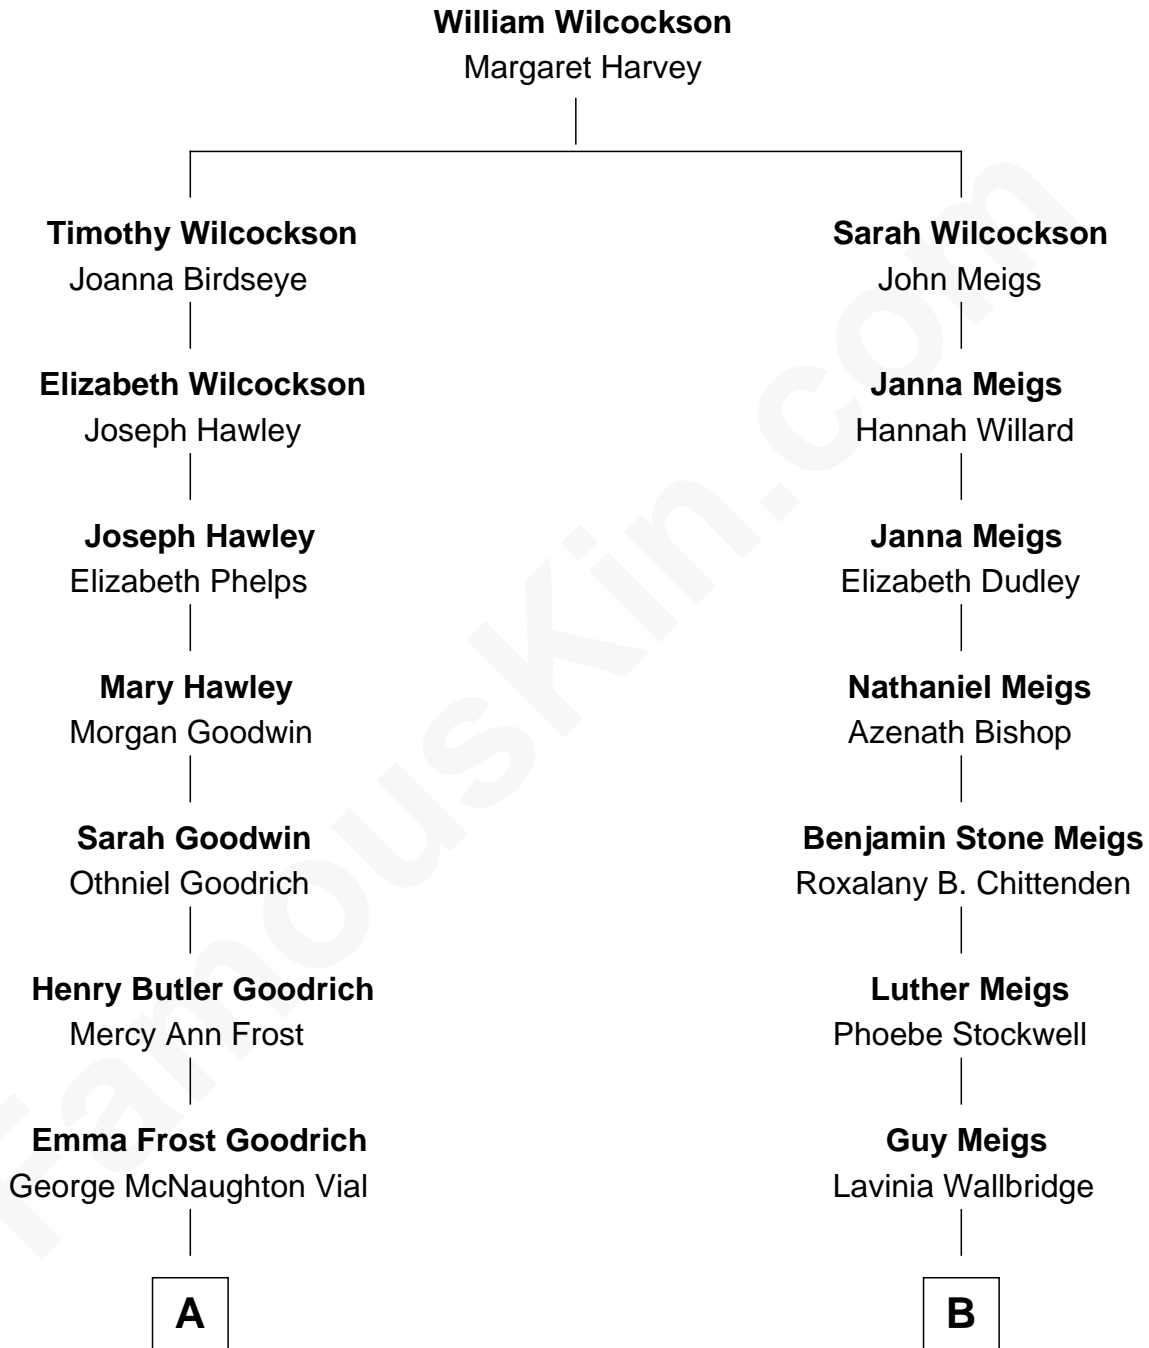 William Wilcockson
Margaret Harvey
Timothy Wilcockson
Joanna Birdseye
Sarah Wilcockson
John Meigs
Elizabeth Wilcockson
Joseph Hawley
Janna Meigs
Hannah Willard
Joseph Hawley
Elizabeth Phelps
Janna Meigs
Elizabeth Dudley
Mary Hawley
Morgan Goodwin
Nathaniel Meigs
Azenath Bishop
Sarah Goodwin
Othniel Goodrich
Benjamin Stone Meigs
Roxalany B. Chittenden
Henry Butler Goodrich
Mercy Ann Frost
Luther Meigs
Phoebe Stockwell
Emma Frost Goodrich
George McNaughton Vial
Guy Meigs
Lavinia Wallbridge
A
B
FamousKin.com